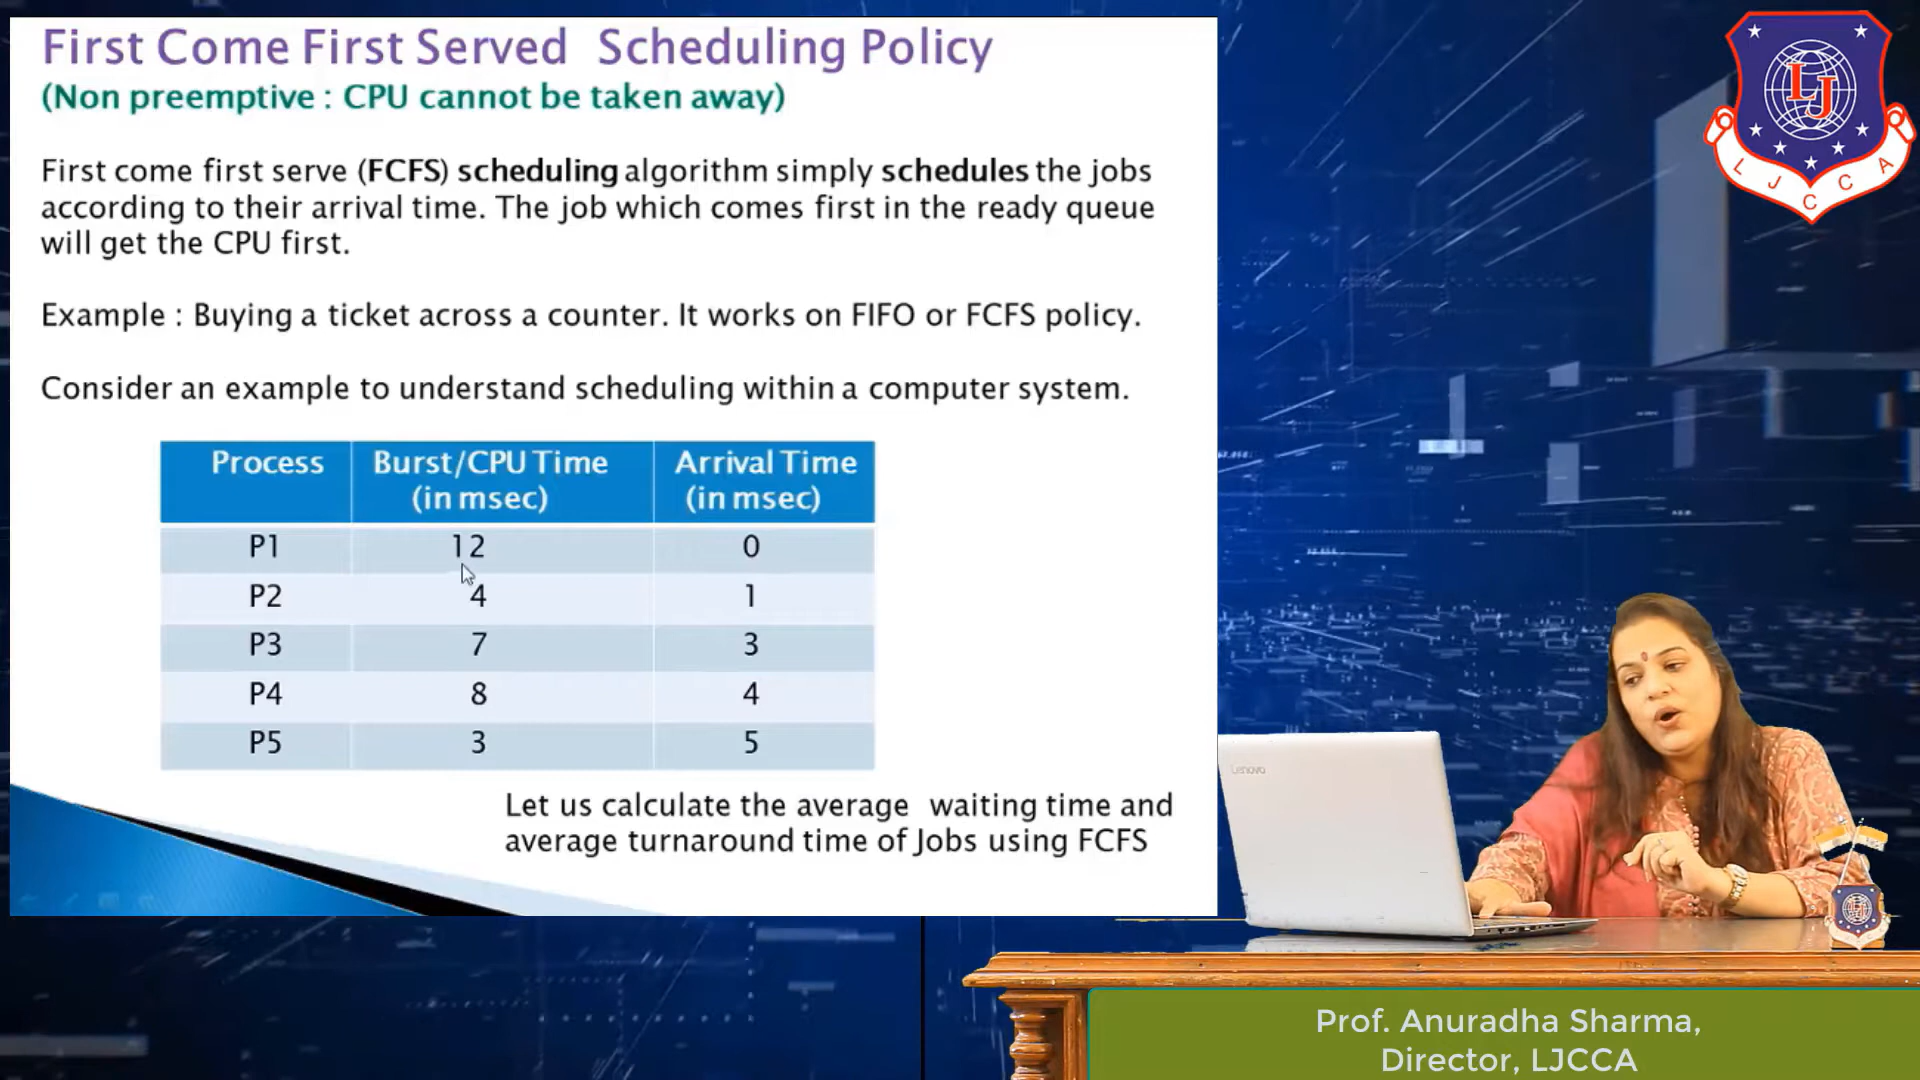 First Come First Served Scheduling Policy
(Non preemptive : CPU cannot be taken away)
First come first serve (FCFS) scheduling algorithm simply schedules the jobs
according to their arrival time. The job which comes first in the ready queue
will get the CPU first.
Example : Buying a ticket across a counter. It works on FIFO or FCFS policy.
Consider an example to understand scheduling within a computer system.
Process Burst/CPU Time (in msec) Arrival Time (in msec)
P1 12 0
P2 4 1
P3 7 3
P4 8 4
P5 3 5
Let us calculate the average waiting time and
average turnaround time of Jobs using FCFS
LJ
L J C C A
Lenovo
Prof. Anuradha Sharma,
Director, LJCCA